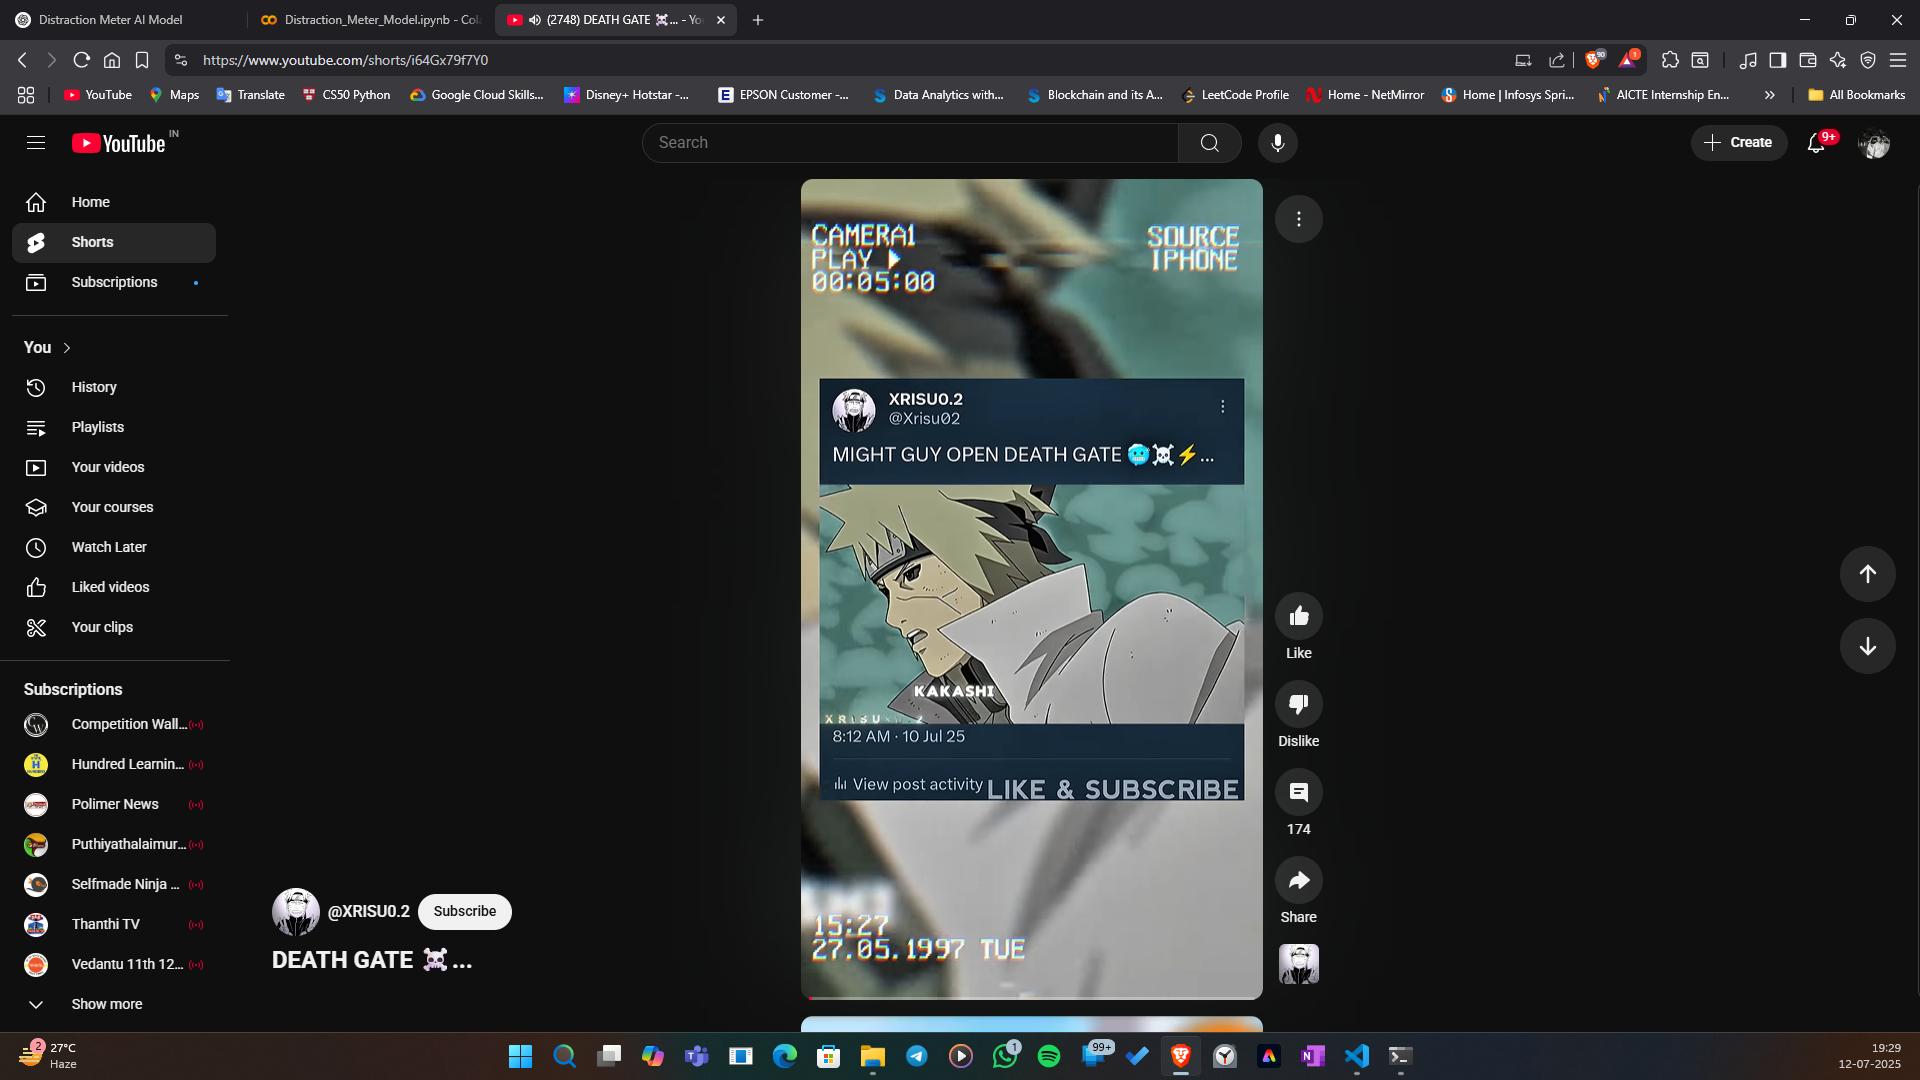 Distraction Meter AI Model
Distraction_Meter_Model.ipynb - Col
(2748) DEATH GATE ☠️... - Yo
https://www.youtube.com/shorts/i64Gx79f7Y0
90
1
YouTube
Maps
Translate
CS50 Python
Google Cloud Skills...
Disney+ Hotstar -...
EPSON Customer -...
Data Analytics with...
Blockchain and its A...
LeetCode Profile
Home - NetMirror
Home | Infosys Spri...
AICTE Internship En...
All Bookmarks
YouTube IN
Search
Create
9+
Home
Shorts
Subscriptions
You
History
Playlists
Your videos
Your courses
Watch Later
Liked videos
Your clips
Subscriptions
Competition Wall...
Hundred Learnin...
Polimer News
Puthiyathalaimur...
Selfmade Ninja ...
Thanthi TV
Vedantu 11th 12...
Show more
@XRISU0.2
Subscribe
DEATH GATE ☠️...
CAMERA1
PLAY
00:05:00
SOURCE
IPHONE
XRISU0.2
@Xrisu02
MIGHT GUY OPEN DEATH GATE 🥶☠️⚡...
KAKASHI
8:12 AM · 10 Jul 25
View post activity
LIKE & SUBSCRIBE
15:27
27.05.1997 TUE
Like
Dislike
174
Share
2
27°C
Haze
1
99+
19:29
12-07-2025